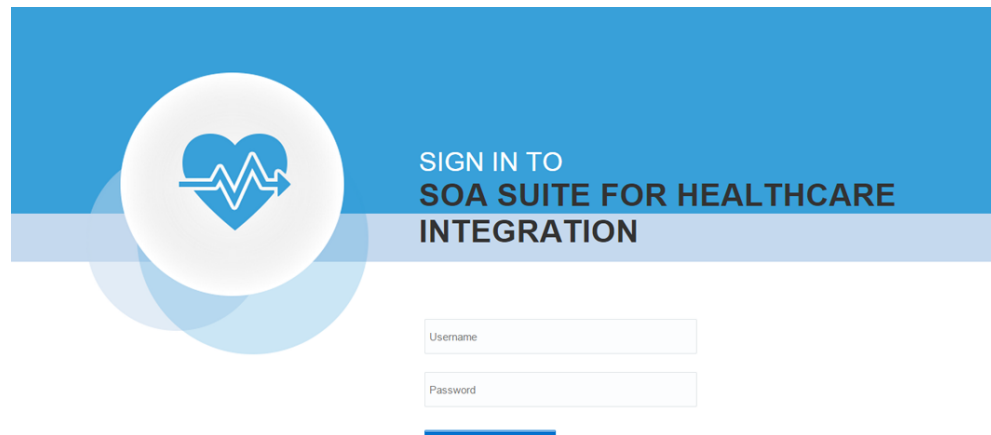 SIGN IN TO
SOA SUITE FOR HEALTHCARE
INTEGRATION
Username
Password